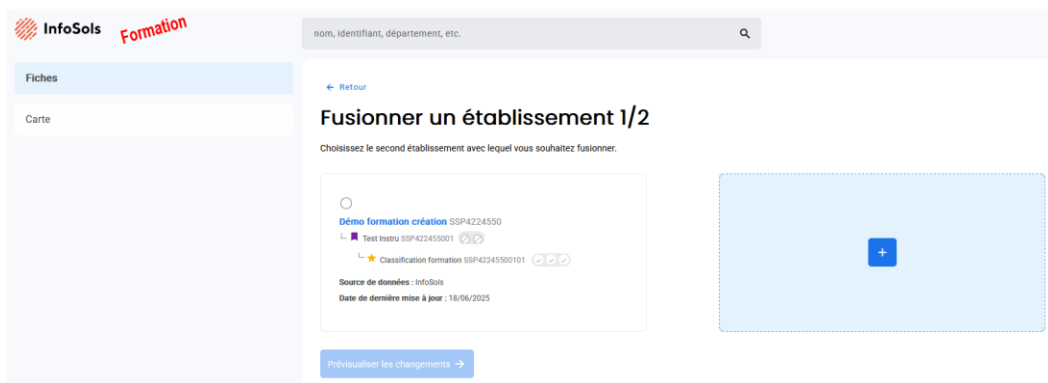 InfoSols
Formation
nom, identifiant, département, etc.
Fiches
Carte
← Retour
Fusionner un établissement 1/2
Choisissez le second établissement avec lequel vous souhaitez fusionner.
Démo formation création SSP4224550
Test Instru SSP422455001
Classification formation SSP42245500101
Source de données : InfoSols
Date de dernière mise à jour : 18/06/2025
+
Prévisualiser les changements →